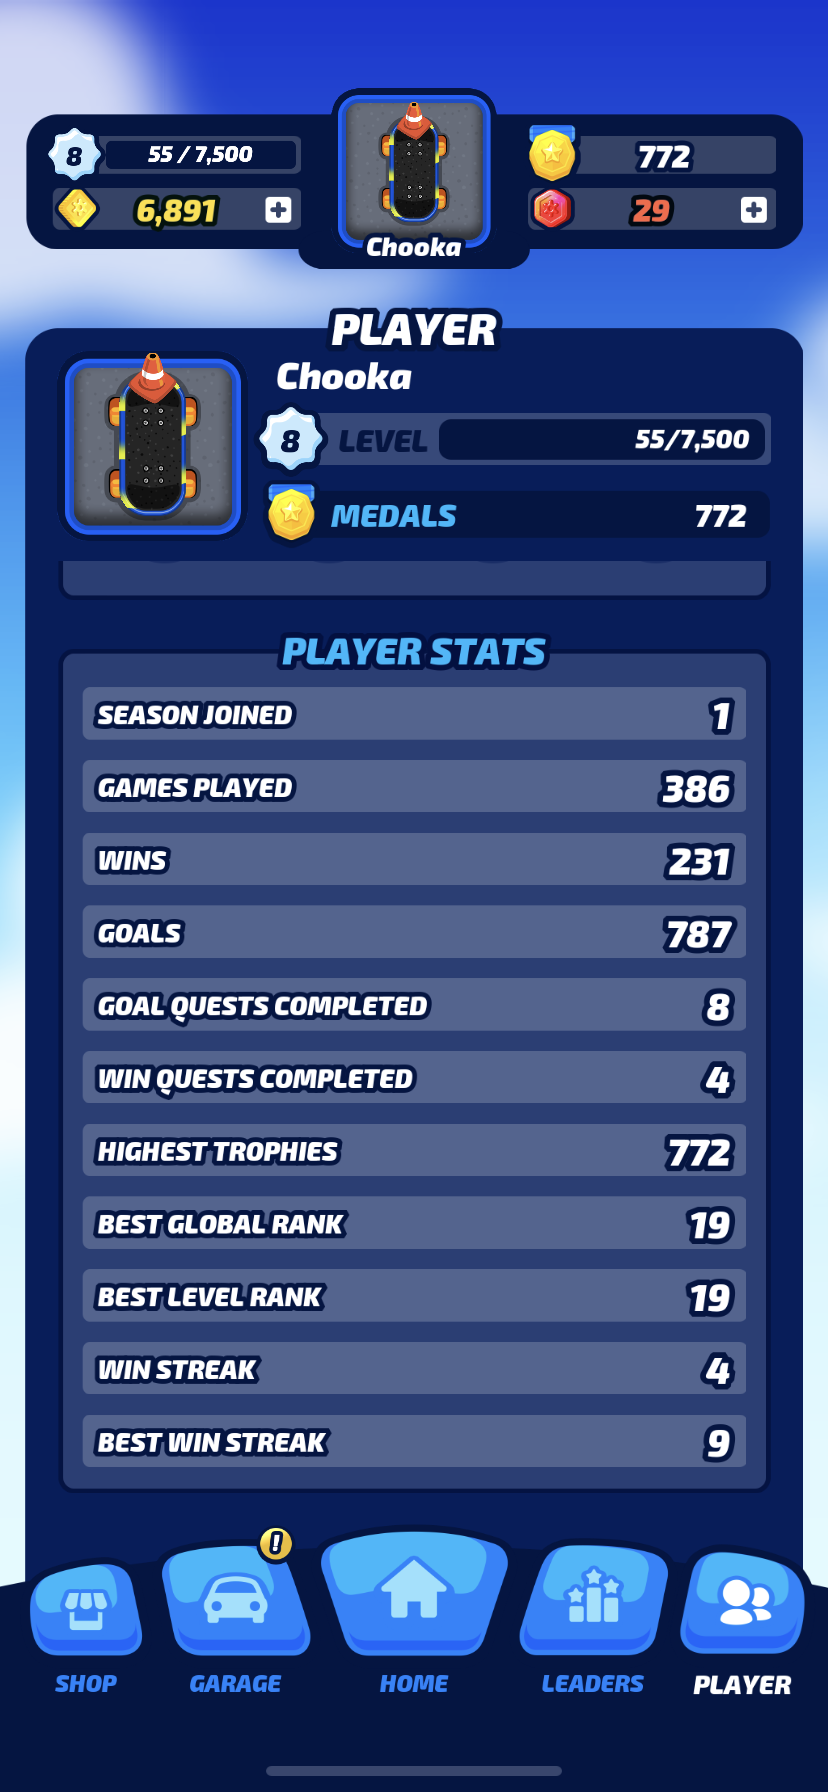 8
55 / 7,500
772
6,891
29
Chooka
PLAYER
Chooka
8
LEVEL
55/7,500
MEDALS
772
PLAYER STATS
SEASON JOINED
1
GAMES PLAYED
386
WINS
231
GOALS
787
GOAL QUESTS COMPLETED
8
WIN QUESTS COMPLETED
4
HIGHEST TROPHIES
772
BEST GLOBAL RANK
19
BEST LEVEL RANK
19
WIN STREAK
4
BEST WIN STREAK
9
!
SHOP
GARAGE
HOME
LEADERS
PLAYER